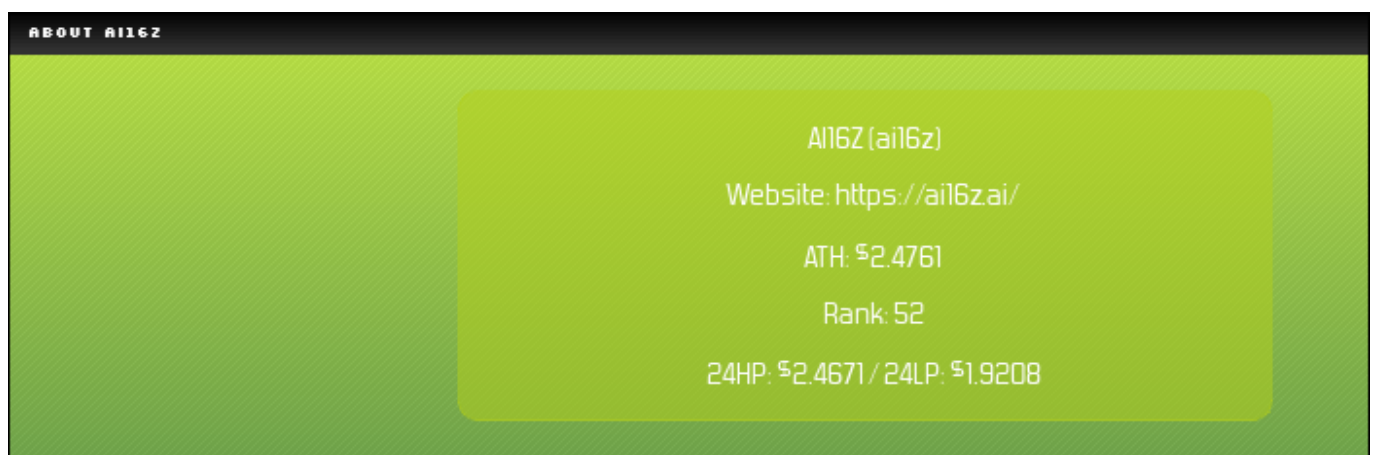 ABOUT AI16Z
AI16Z (ai16z)
Website: https://ai16z.ai/
ATH: $2.4761
Rank: 52
24HP: $2.4671 / 24LP: $1.9208